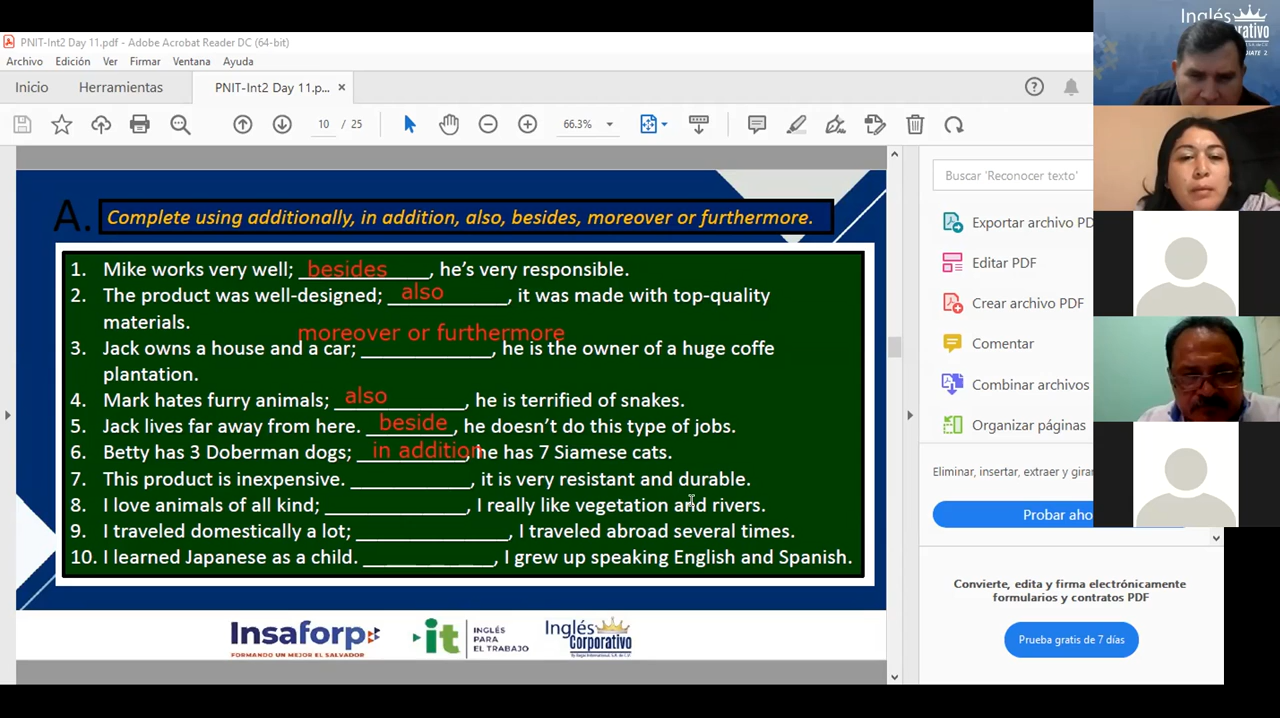 PNIT-Int2 Day 11.pdf - Adobe Acrobat Reader DC (64-bit)
Archivo Edición Ver Firmar Ventana Ayuda
Inicio Herramientas PNIT-Int2 Day 11.p... ×
10 / 25 66.3%
A. Complete using additionally, in addition, also, besides, moreover or furthermore.
1. Mike works very well; besides, he's very responsible.
2. The product was well-designed; also, it was made with top-quality
materials.
moreover or furthermore
3. Jack owns a house and a car; ____________, he is the owner of a huge coffe
plantation.
4. Mark hates furry animals; also, he is terrified of snakes.
5. Jack lives far away from here. beside, he doesn't do this type of jobs.
6. Betty has 3 Doberman dogs; in addition, he has 7 Siamese cats.
7. This product is inexpensive. ___________, it is very resistant and durable.
8. I love animals of all kind; _____________, I really like vegetation and rivers.
9. I traveled domestically a lot; ______________, I traveled abroad several times.
10. I learned Japanese as a child. ____________, I grew up speaking English and Spanish.
Insaforp
FORMANDO UN MEJOR EL SALVADOR
it INGLÉS
PARA
EL TRABAJO
Inglés
Corporativo
Buscar 'Reconocer texto'
Exportar archivo PD
Editar PDF
Crear archivo PDF
Comentar
Combinar archivos
Organizar páginas
Eliminar, insertar, extraer y girar
Probar aho
Convierte, edita y firma electrónicamente
formularios y contratos PDF
Prueba gratis de 7 días
Inglés
orporativo
IATE 2